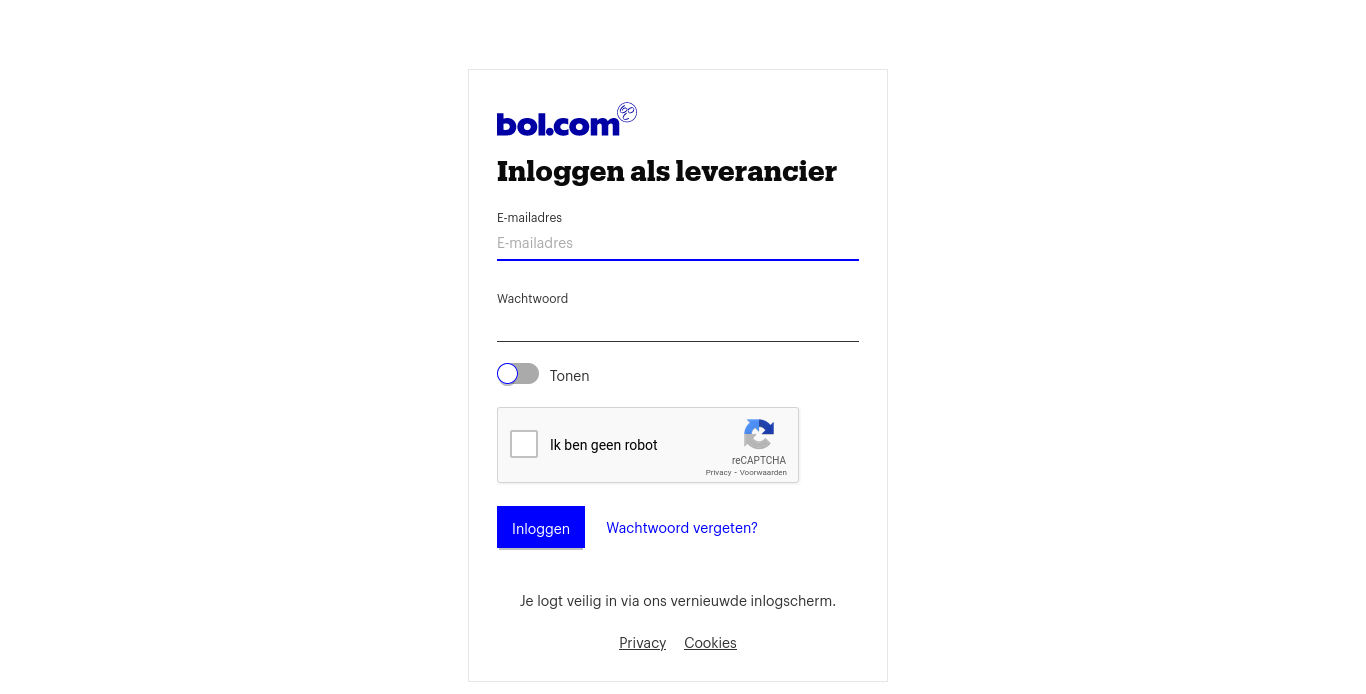 bol.com
Inloggen als leverancier
E-mailadres
E-mailadres
Wachtwoord
Tonen
Ik ben geen robot
reCAPTCHA
Privacy - Voorwaarden
Inloggen Wachtwoord vergeten?
Je logt veilig in via ons vernieuwde inlogscherm.
Privacy Cookies